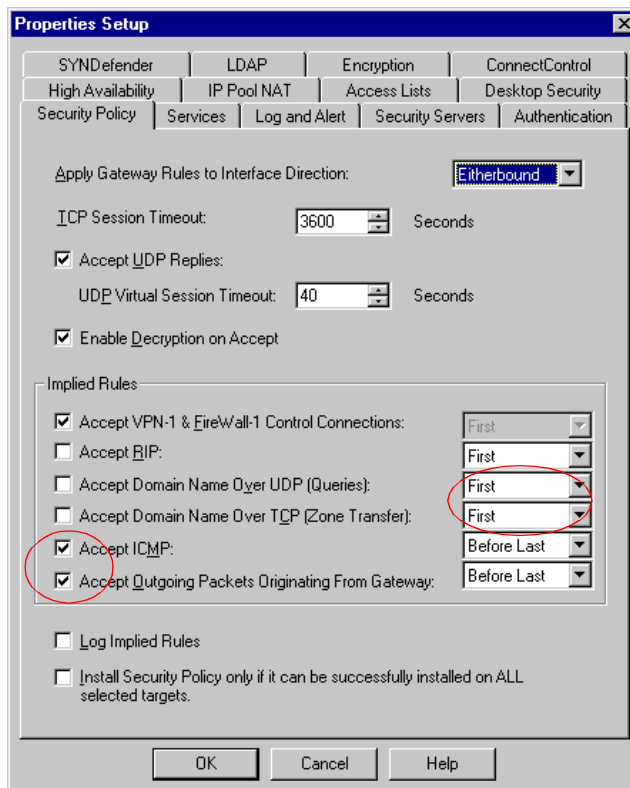 Properties Setup
SYNDefender LDAP Encryption ConnectControl
High Availability IP Pool NAT Access Lists Desktop Security
Security Policy Services Log and Alert Security Servers Authentication
Apply Gateway Rules to Interface Direction: Eitherbound
TCP Session Timeout: 3600 Seconds
Accept UDP Replies:
UDP Virtual Session Timeout: 40 Seconds
Enable Decryption on Accept
Implied Rules
Accept VPN-1 & FireWall-1 Control Connections: First
Accept RIP: First
Accept Domain Name Over UDP (Queries): First
Accept Domain Name Over TCP (Zone Transfer): First
Accept ICMP: Before Last
Accept Outgoing Packets Originating From Gateway: Before Last
Log Implied Rules
Install Security Policy only if it can be successfully installed on ALL
selected targets.
OK Cancel Help